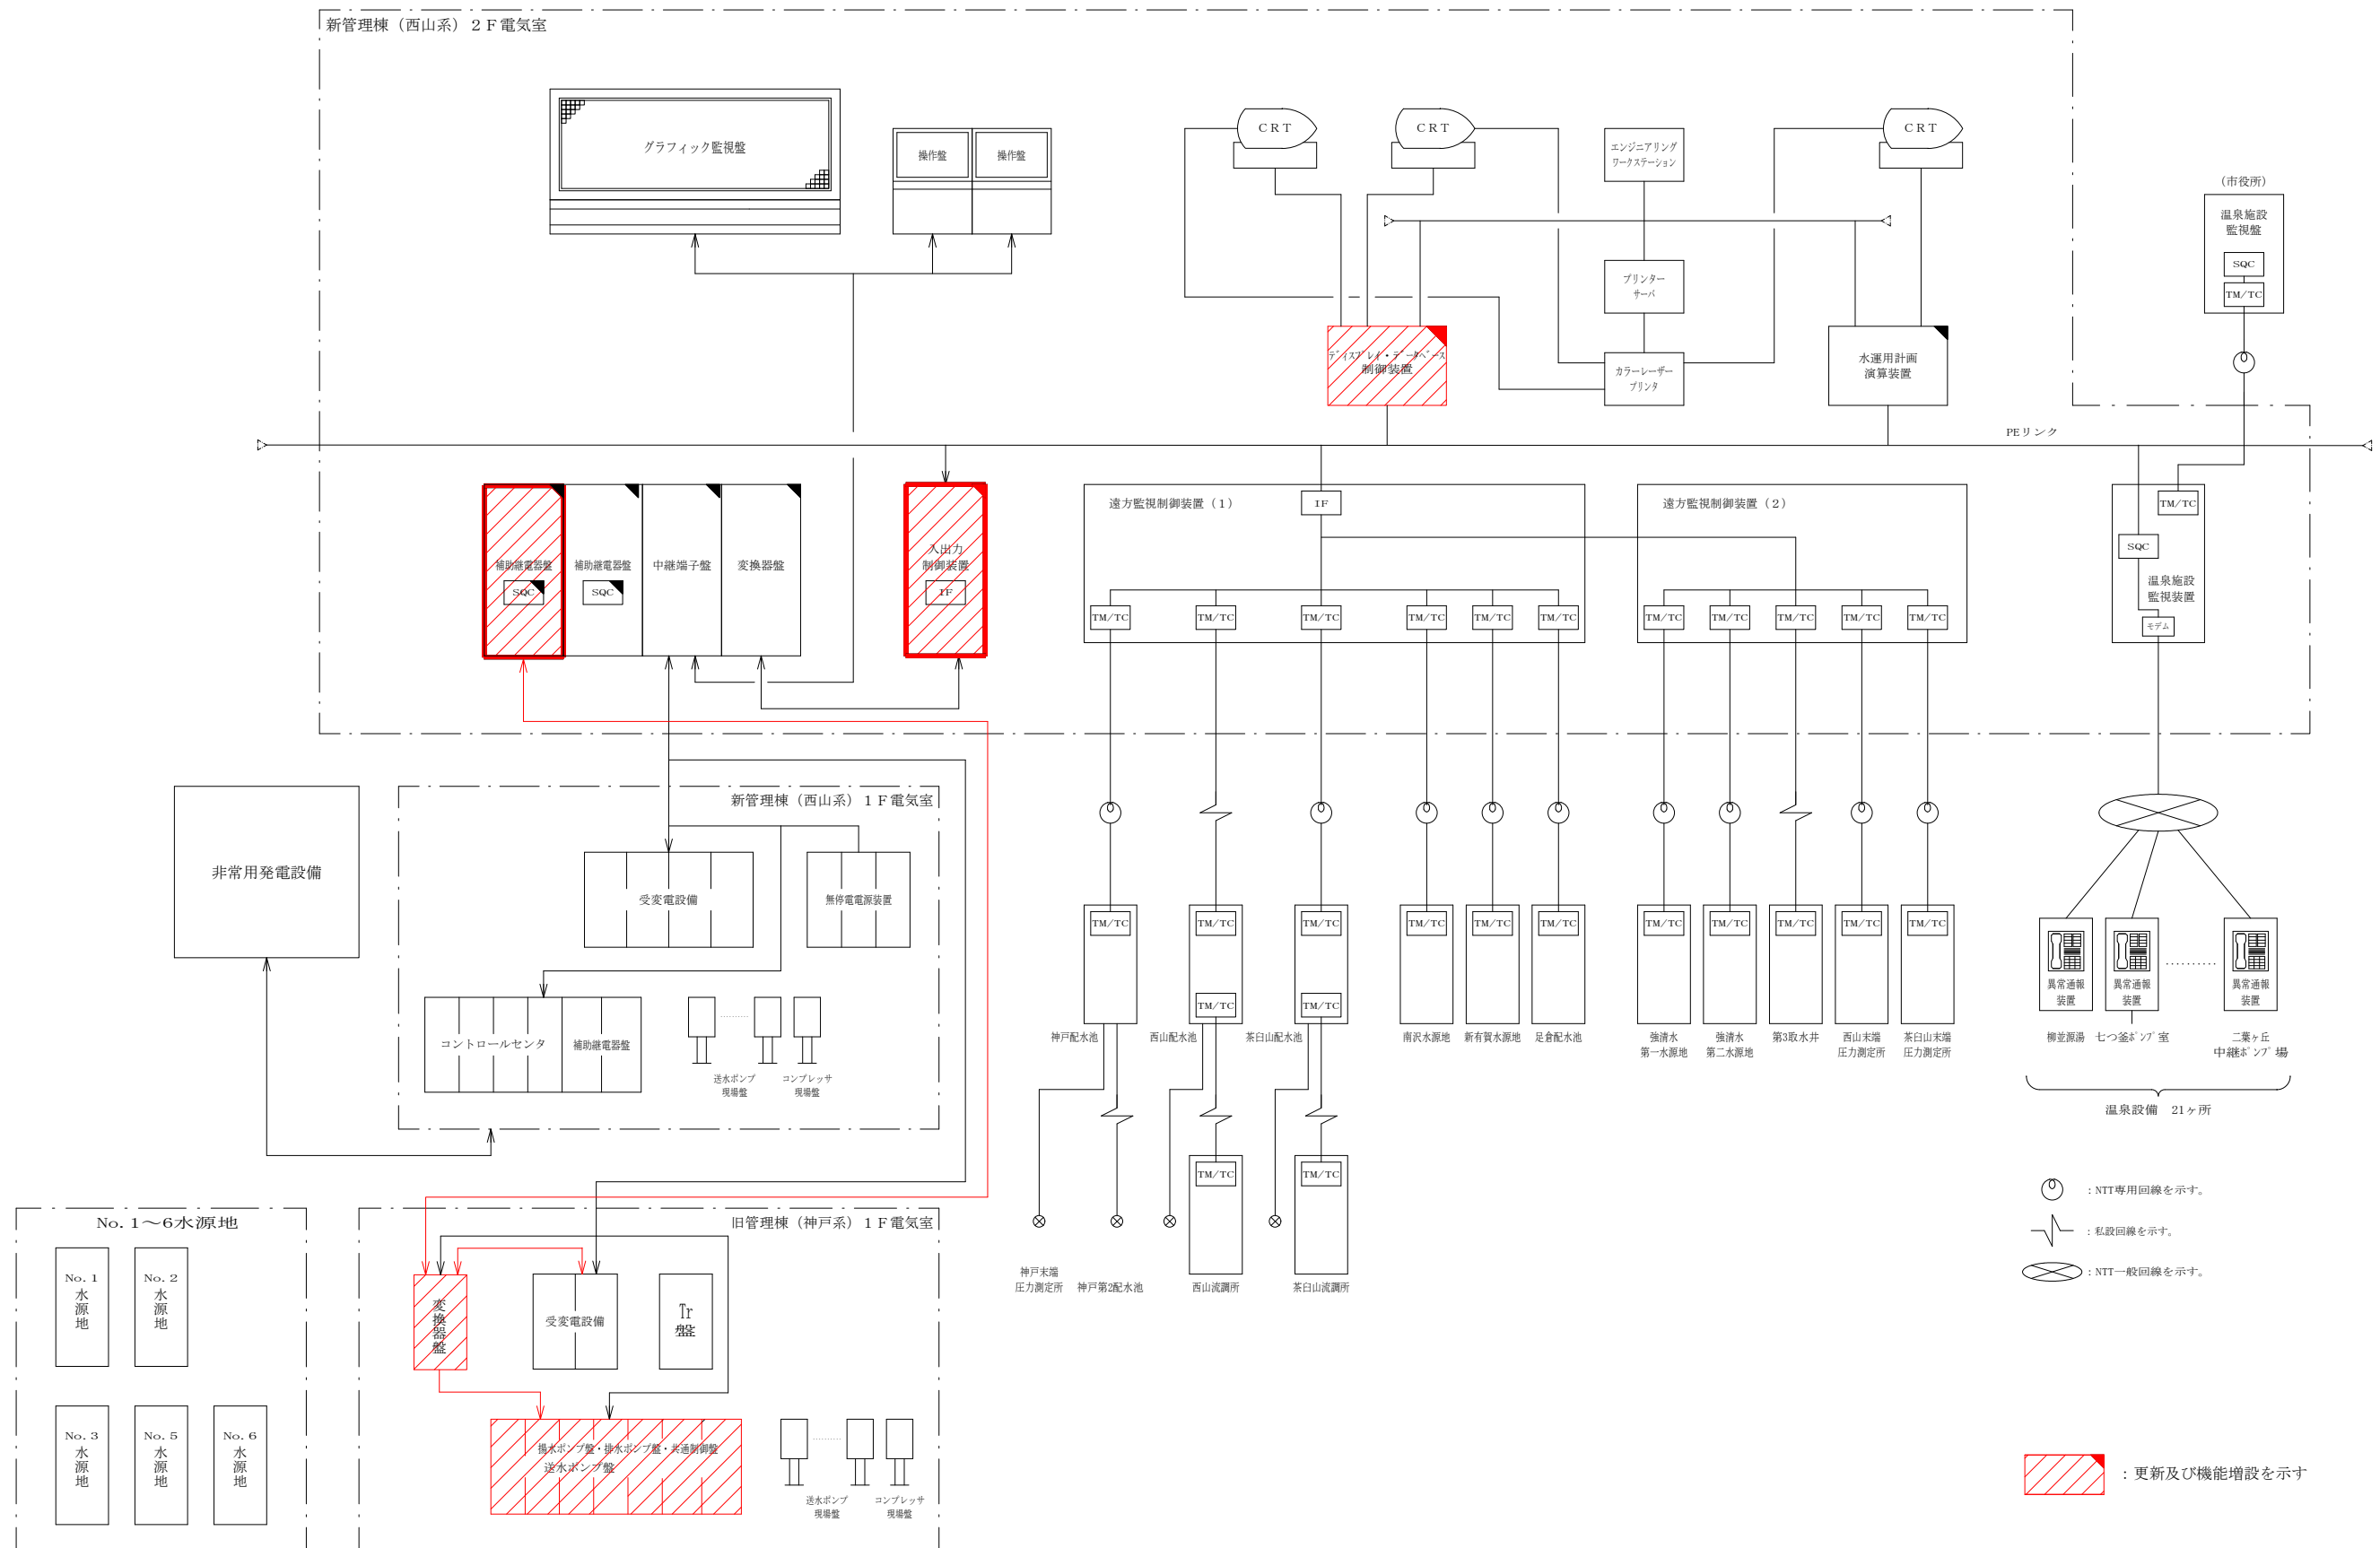 新管理棟（西山系）２Ｆ電気室
グラフィック監視盤
操作盤
操作盤
ＣＲＴ
ＣＲＴ
ＣＲＴ
エンジニアリング
ワークステーション
プリンター
サーバ
カラーレーザー
プリンタ
ディスプレイ・データベース
制御装置
水運用計画
演算装置
（市役所）
温泉施設
監視盤
SQC
TM／TC
PEリンク
補助継電器盤
SQC
補助継電器盤
SQC
中継端子盤
変換器盤
入出力
制御装置
IF
遠方監視制御装置（１）
IF
TM／TC
TM／TC
TM／TC
TM／TC
TM／TC
TM／TC
遠方監視制御装置（２）
TM／TC
TM／TC
TM／TC
TM／TC
TM／TC
TM／TC
SQC
温泉施設
監視装置
モデム
非常用発電設備
新管理棟（西山系）１Ｆ電気室
受変電設備
無停電電源装置
コントロールセンタ
補助継電器盤
送水ポンプ
現場盤
コンプレッサ
現場盤
TM／TC
神戸配水池
TM／TC
TM／TC
西山配水池
TM／TC
TM／TC
茶臼山配水池
TM／TC
南沢水源地
TM／TC
新有賀水源地
TM／TC
足倉配水池
TM／TC
強清水
第一水源地
TM／TC
強清水
第二水源地
TM／TC
第3取水井
TM／TC
西山末端
圧力測定所
TM／TC
茶臼山末端
圧力測定所
異常通報
装置
柳並源湯
異常通報
装置
七つ釜ポンプ室
異常通報
装置
二葉ヶ丘
中継ポンプ場
温泉設備　21ヶ所
神戸末端
圧力測定所
神戸第2配水池
TM／TC
西山流調所
TM／TC
茶臼山流調所
：NTT専用回線を示す。
：私設回線を示す。
：NTT一般回線を示す。
No.1～6水源地
No.1
水源地
No.2
水源地
No.3
水源地
No.5
水源地
No.6
水源地
旧管理棟（神戸系）１Ｆ電気室
変換器盤
受変電設備
Tr
盤
揚水ポンプ盤・排水ポンプ盤・共通制御盤
送水ポンプ盤
送水ポンプ
現場盤
コンプレッサ
現場盤
：更新及び機能増設を示す